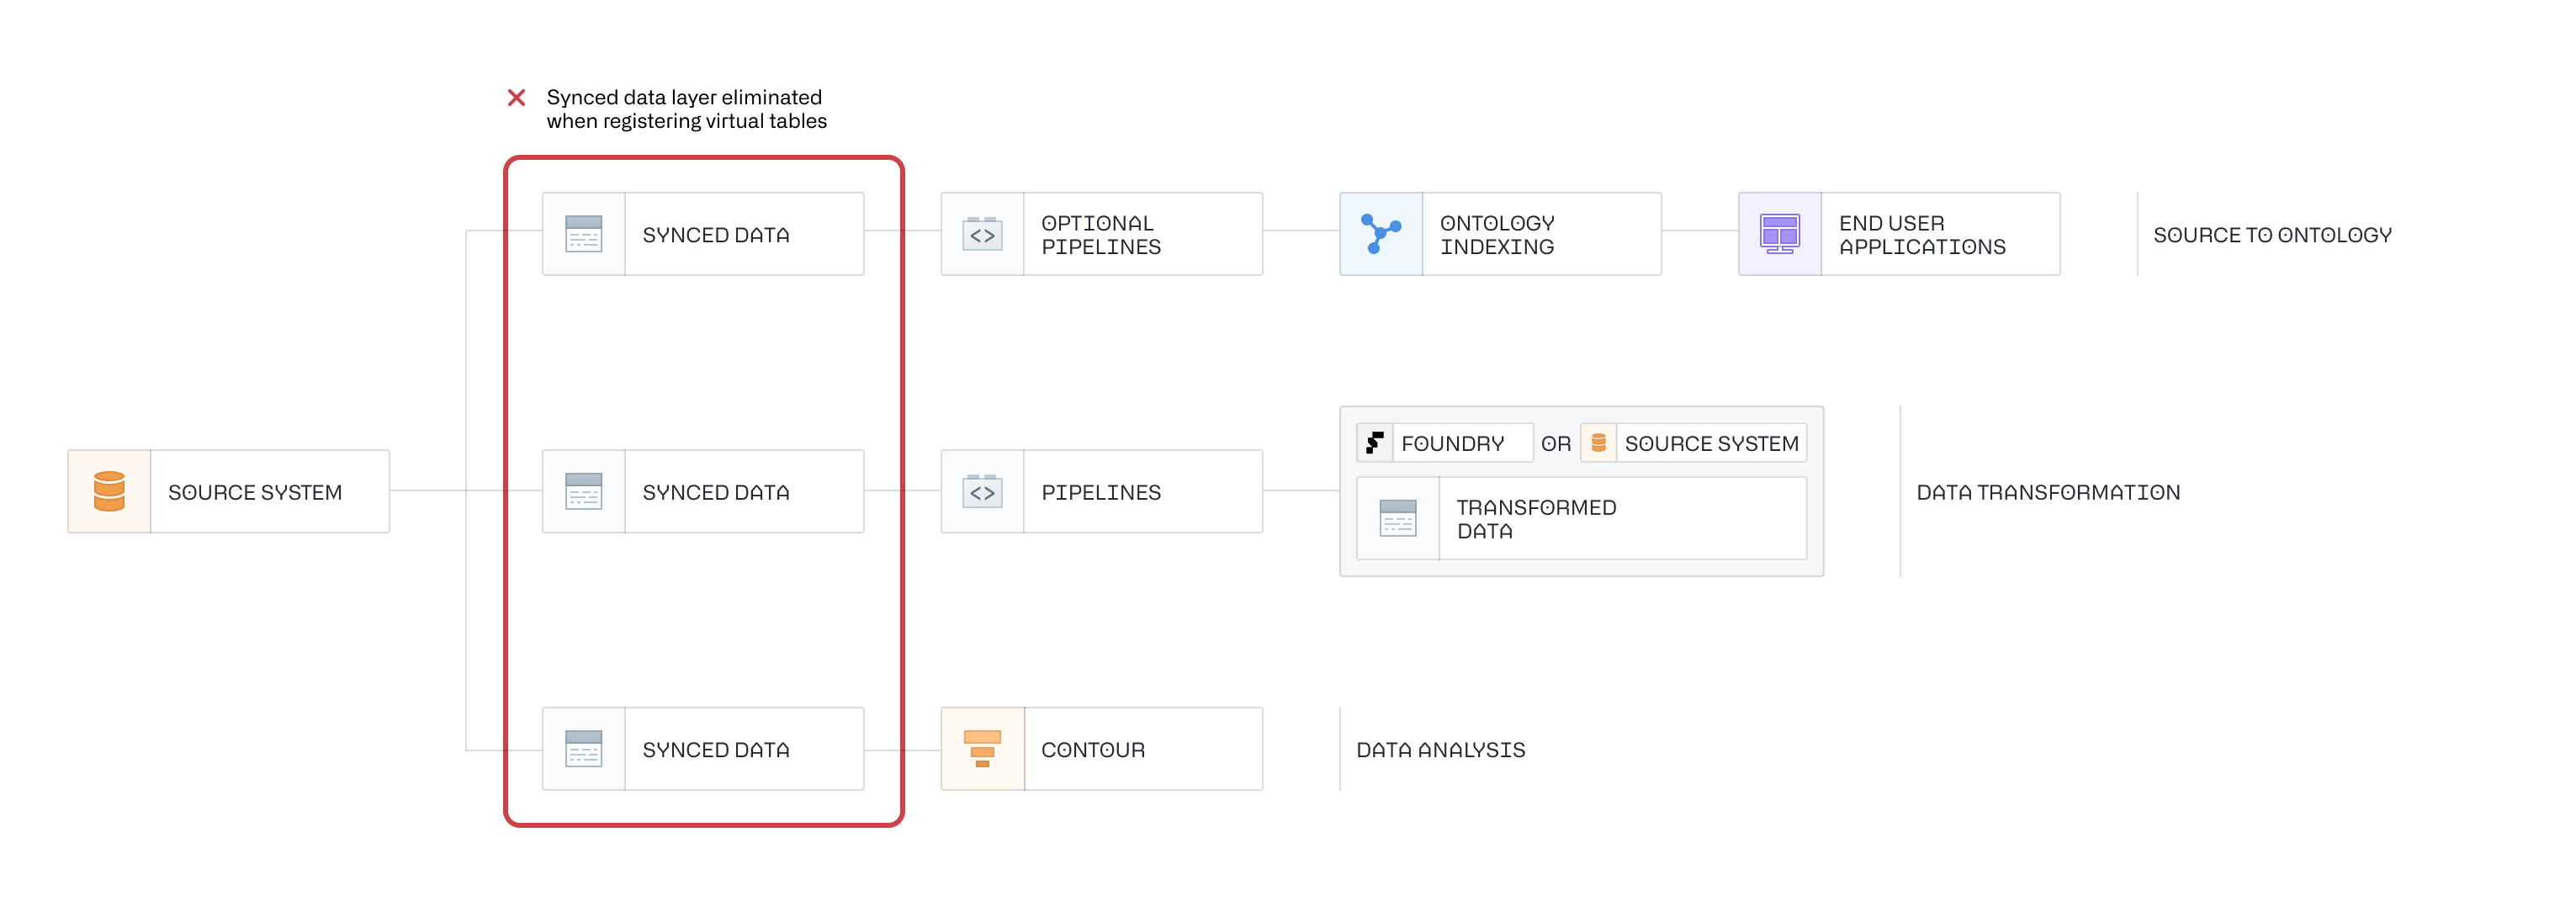 Synced data layer eliminated
when registering virtual tables
SYNCED DATA
OPTIONAL
PIPELINES
ONTOLOGY
INDEXING
END USER
APPLICATIONS
SOURCE TO ONTOLOGY
SOURCE SYSTEM
SYNCED DATA
<>
PIPELINES
FOUNDRY OR SOURCE SYSTEM
TRANSFORMED
DATA
DATA TRANSFORMATION
SYNCED DATA
CONTOUR
DATA ANALYSIS